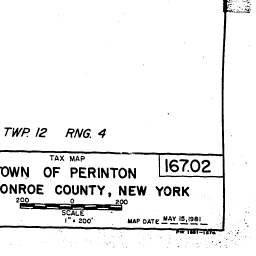 TWP. 12 RNG. 4
TAX MAP
TOWN OF PERINTON
167.02
MONROE COUNTY, NEW YORK
200 0 200
SCALE
1" = 200'
MAP DATE MAY 15, 1981